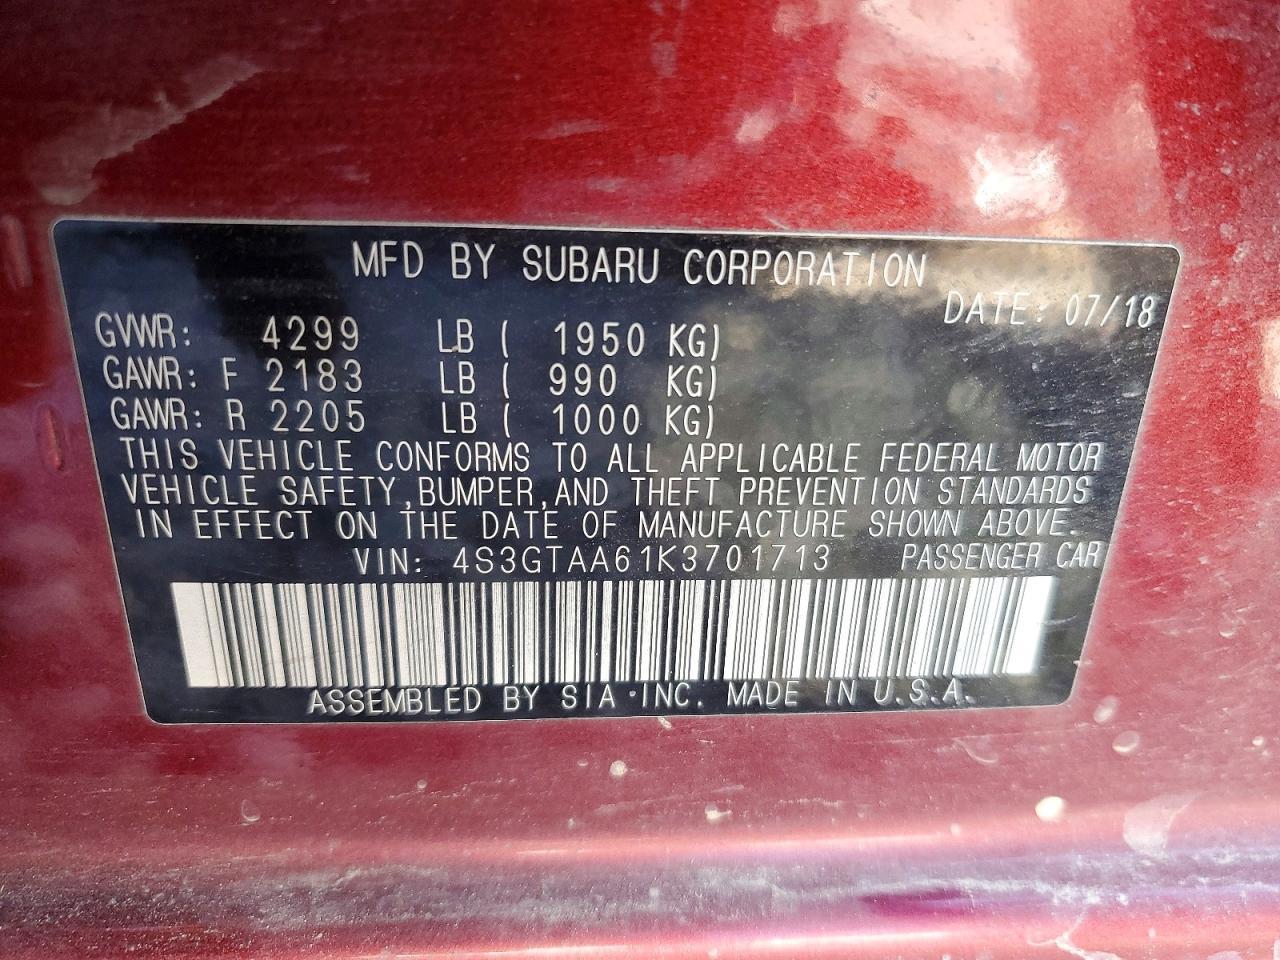 MFD BY SUBARU CORPORATION
DATE: 07/18
GVWR: 4299 LB ( 1950 KG)
GAWR: F 2183 LB ( 990 KG)
GAWR: R 2205 LB ( 1000 KG)
THIS VEHICLE CONFORMS TO ALL APPLICABLE FEDERAL MOTOR
VEHICLE SAFETY,BUMPER,AND THEFT PREVENTION STANDARDS
IN EFFECT ON THE DATE OF MANUFACTURE SHOWN ABOVE.
VIN: 4S3GTAA61K3701713 PASSENGER CAR
ASSEMBLED BY SIA·INC. MADE IN U.S.A.